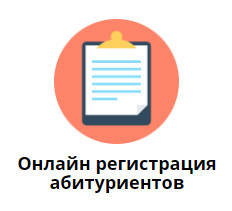 Онлайн регистрация
абитуриентов